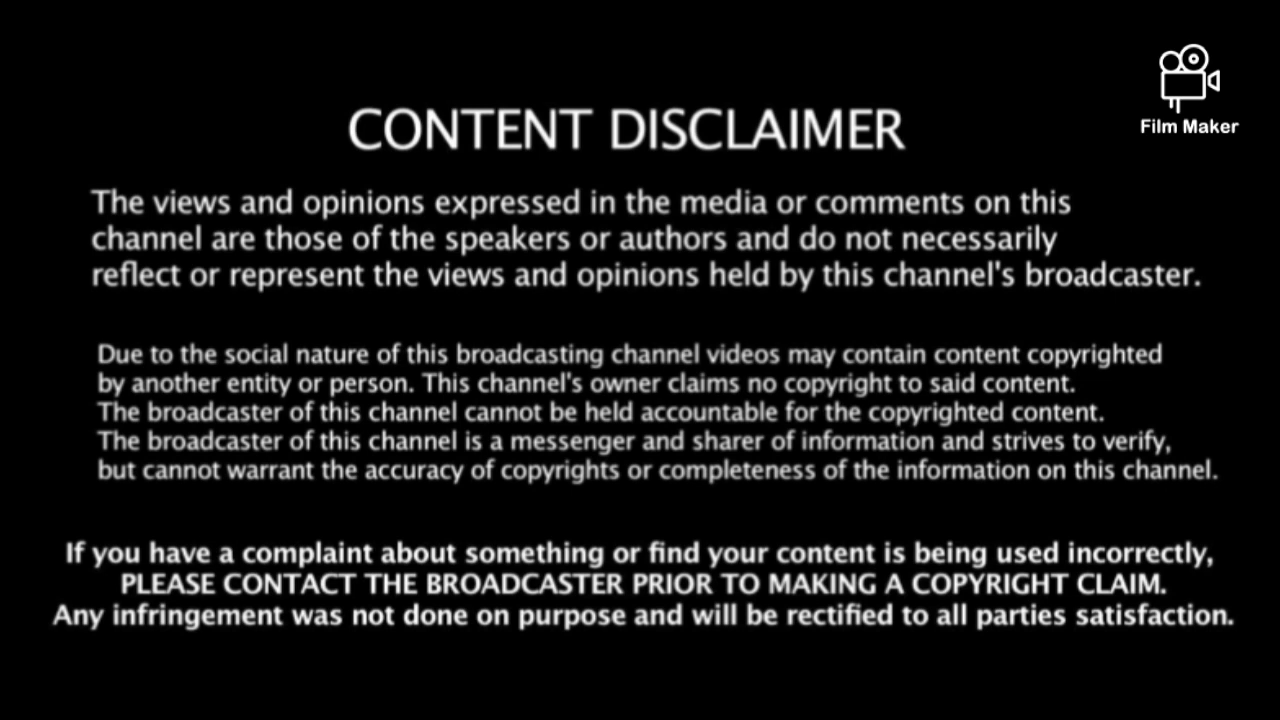 Film Maker
CONTENT DISCLAIMER
The views and opinions expressed in the media or comments on this
channel are those of the speakers or authors and do not necessarily
reflect or represent the views and opinions held by this channel's broadcaster.
Due to the social nature of this broadcasting channel videos may contain content copyrighted
by another entity or person. This channel's owner claims no copyright to said content.
The broadcaster of this channel cannot be held accountable for the copyrighted content.
The broadcaster of this channel is a messenger and sharer of information and strives to verify,
but cannot warrant the accuracy of copyrights or completeness of the information on this channel.
If you have a complaint about something or find your content is being used incorrectly,
PLEASE CONTACT THE BROADCASTER PRIOR TO MAKING A COPYRIGHT CLAIM.
Any infringement was not done on purpose and will be rectified to all parties satisfaction.